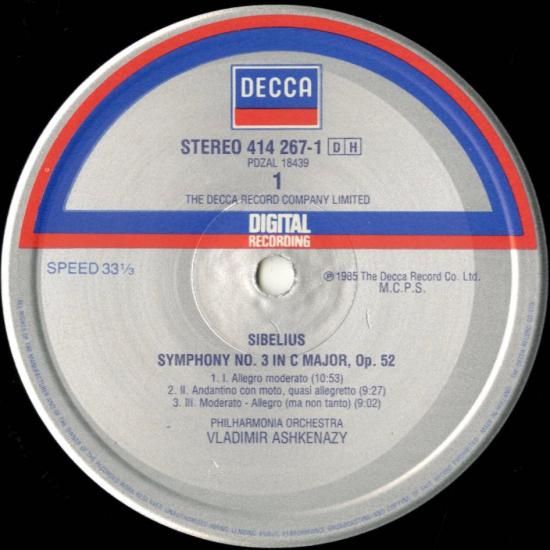 DECCA
STEREO 414 267-1 D H
PDZAL 18439
1
THE DECCA RECORD COMPANY LIMITED
DIGITAL
RECORDING
SPEED 33⅓
℗ 1985 The Decca Record Co. Ltd.
M.C.P.S.
SIBELIUS
SYMPHONY NO. 3 IN C MAJOR, Op. 52
1. I. Allegro moderato (10:53)
2. II. Andantino con moto, quasi allegretto (9:27)
3. III. Moderato - Allegro (ma non tanto) (9:02)
PHILHARMONIA ORCHESTRA
VLADIMIR ASHKENAZY